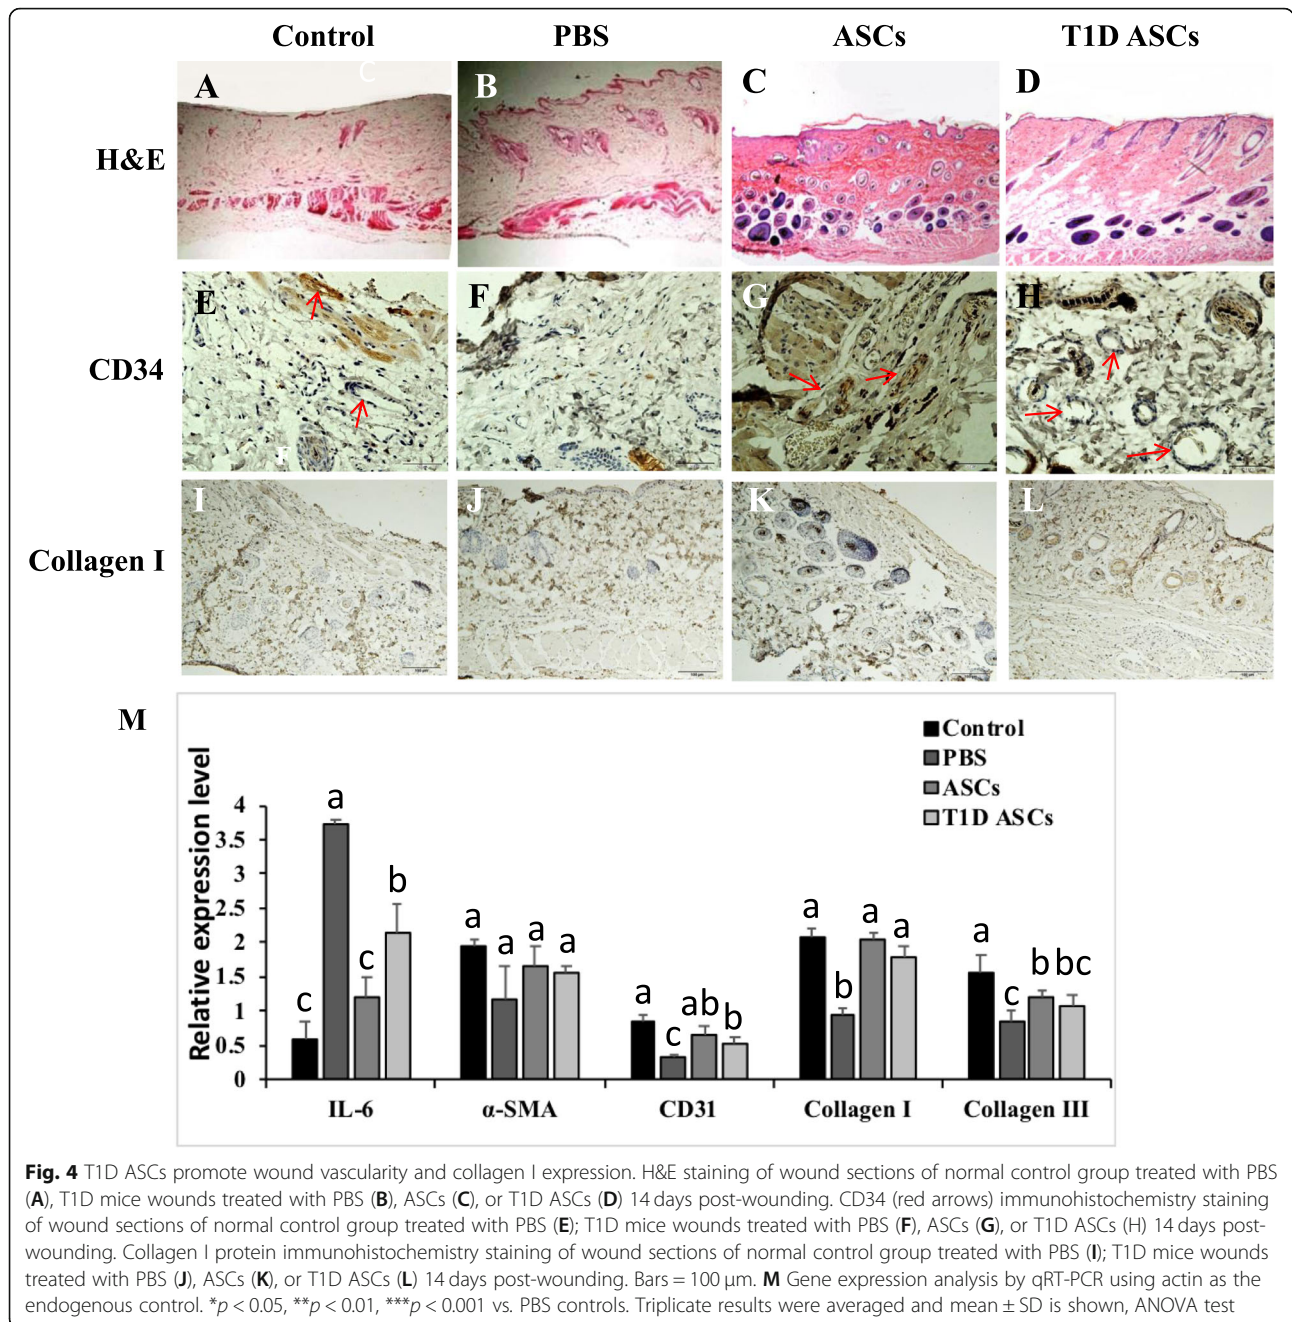 Control PBS ASCs T1D ASCs
C
A B C D
H&E
E F G H
CD34
I J K L
Collagen I
M
Control
PBS
ASCs
T1D ASCs
Relative expression level
4
3.5
3
2.5
2
1.5
1
0.5
0
c a c b
a a a a
a c ab b
a b a a
a c b bc
IL-6 α-SMA CD31 Collagen I Collagen III
Fig. 4 T1D ASCs promote wound vascularity and collagen I expression. H&E staining of wound sections of normal control group treated with PBS
(A), T1D mice wounds treated with PBS (B), ASCs (C), or T1D ASCs (D) 14 days post-wounding. CD34 (red arrows) immunohistochemistry staining
of wound sections of normal control group treated with PBS (E); T1D mice wounds treated with PBS (F), ASCs (G), or T1D ASCs (H) 14 days post-
wounding. Collagen I protein immunohistochemistry staining of wound sections of normal control group treated with PBS (I); T1D mice wounds
treated with PBS (J), ASCs (K), or T1D ASCs (L) 14 days post-wounding. Bars = 100 μm. M Gene expression analysis by qRT-PCR using actin as the
endogenous control. *p < 0.05, **p < 0.01, ***p < 0.001 vs. PBS controls. Triplicate results were averaged and mean ± SD is shown, ANOVA test